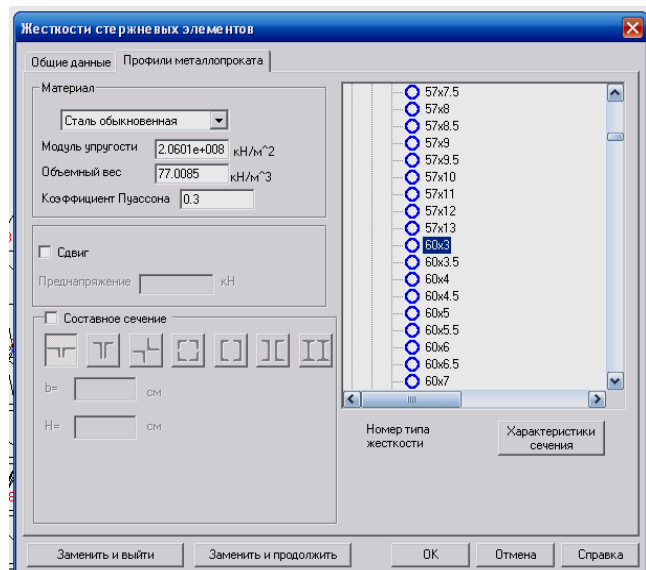 Жесткости стержневых элементов
Общие данные
Профили металлопроката
Материал
Сталь обыкновенная
Модуль упругости 2.0601e+008 кН/м^2
Объемный вес 77.0085 кН/м^3
Коэффициент Пуассона 0.3
Сдвиг
Преднапряжение кН
Составное сечение
b= см
H= см
57x7.5
57x8
57x8.5
57x9
57x9.5
57x10
57x11
57x12
57x13
60x3
60x3.5
60x4
60x4.5
60x5
60x5.5
60x6
60x6.5
60x7
Номер типа
жесткости
Характеристики
сечения
Заменить и выйти
Заменить и продолжить
OK
Отмена
Справка